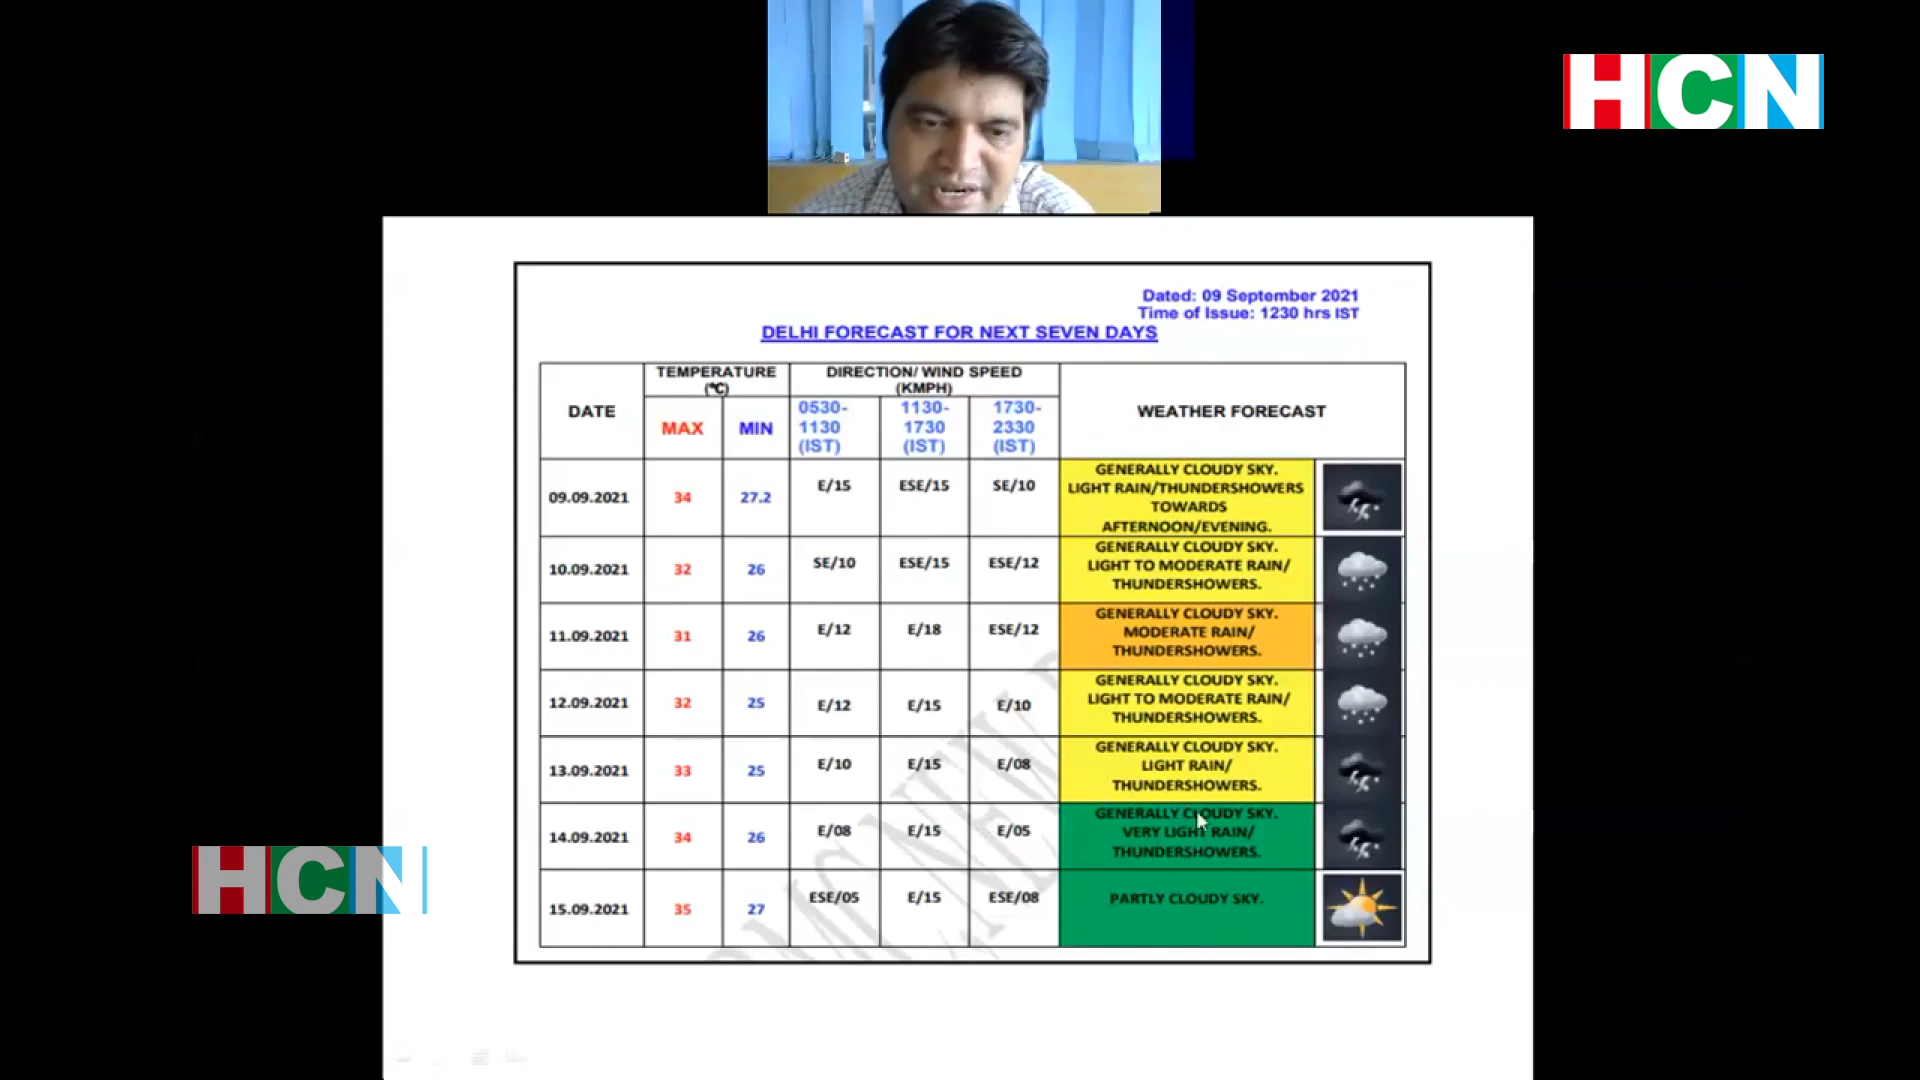 HCN
Dated: 09 September 2021
Time of Issue: 1230 hrs IST
DELHI FORECAST FOR NEXT SEVEN DAYS
DATE
TEMPERATURE
(℃)
MAX
MIN
DIRECTION/ WIND SPEED
(KMPH)
0530-
1130
(IST)
1130-
1730
(IST)
1730-
2330
(IST)
WEATHER FORECAST
09.09.2021 34 27.2 E/15 ESE/15 SE/10
GENERALLY CLOUDY SKY.
LIGHT RAIN/THUNDERSHOWERS
TOWARDS
AFTERNOON/EVENING.
10.09.2021 32 26 SE/10 ESE/15 ESE/12
GENERALLY CLOUDY SKY.
LIGHT TO MODERATE RAIN/
THUNDERSHOWERS.
11.09.2021 31 26 E/12 E/18 ESE/12
GENERALLY CLOUDY SKY.
MODERATE RAIN/
THUNDERSHOWERS.
12.09.2021 32 25 E/12 E/15 E/10
GENERALLY CLOUDY SKY.
LIGHT TO MODERATE RAIN/
THUNDERSHOWERS.
13.09.2021 33 25 E/10 E/15 E/08
GENERALLY CLOUDY SKY.
LIGHT RAIN/
THUNDERSHOWERS.
14.09.2021 34 26 E/08 E/15 E/05
GENERALLY CLOUDY SKY.
VERY LIGHT RAIN/
THUNDERSHOWERS.
15.09.2021 35 27 ESE/05 E/15 ESE/08
PARTLY CLOUDY SKY.
HCN